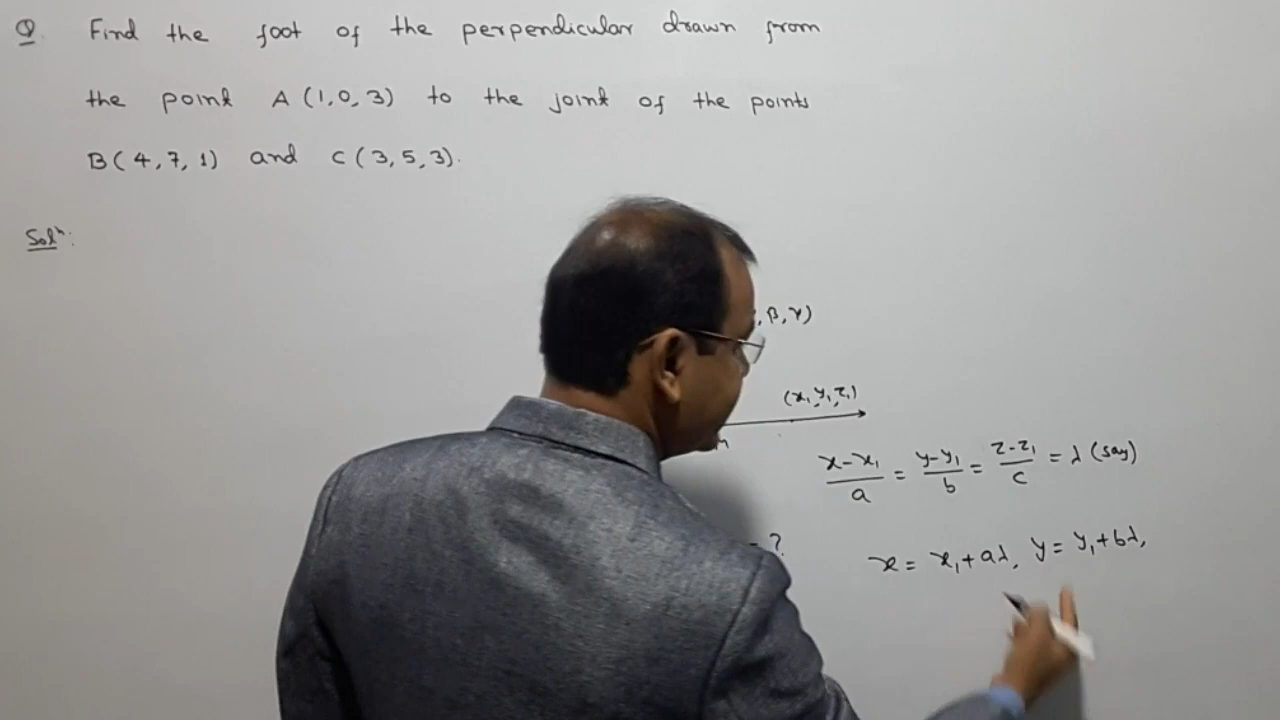 Q. Find the foot of the perpendicular drawn from
the point A (1, 0, 3) to the joint of the points
B( 4, 7, 1) and C ( 3, 5, 3).
Solⁿ:
, β, γ)
(x₁, y₁, z₁)
x-x₁/a = y-y₁/b = z-z₁/c = λ (say)
= ?
x = x₁+aλ, y = y₁+bλ,